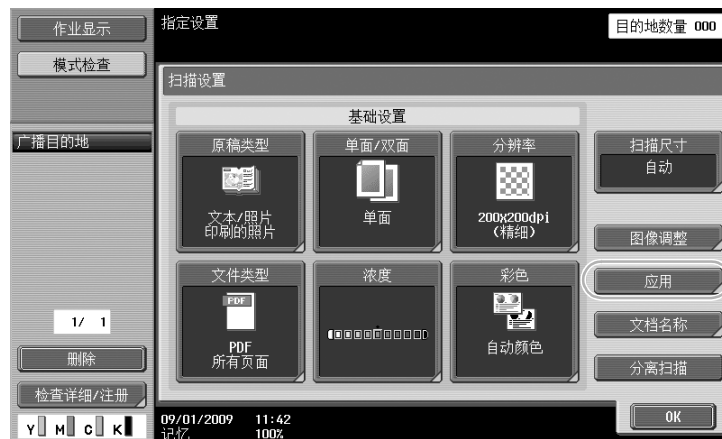 作业显示
指定设置
目的地数量 000
模式检查
扫描设置
基础设置
广播目的地
原稿类型
单面/双面
分辨率
扫描尺寸
自动
文本/照片
印刷的照片
单面
200x200dpi
(精细)
图像调整
文件类型
浓度
彩色
应用
PDF
PDF
所有页面
自动颜色
1/ 1
文档名称
删除
分离扫描
检查详细/注册
OK
Y M C K
09/01/2009 11:42
记忆 100%